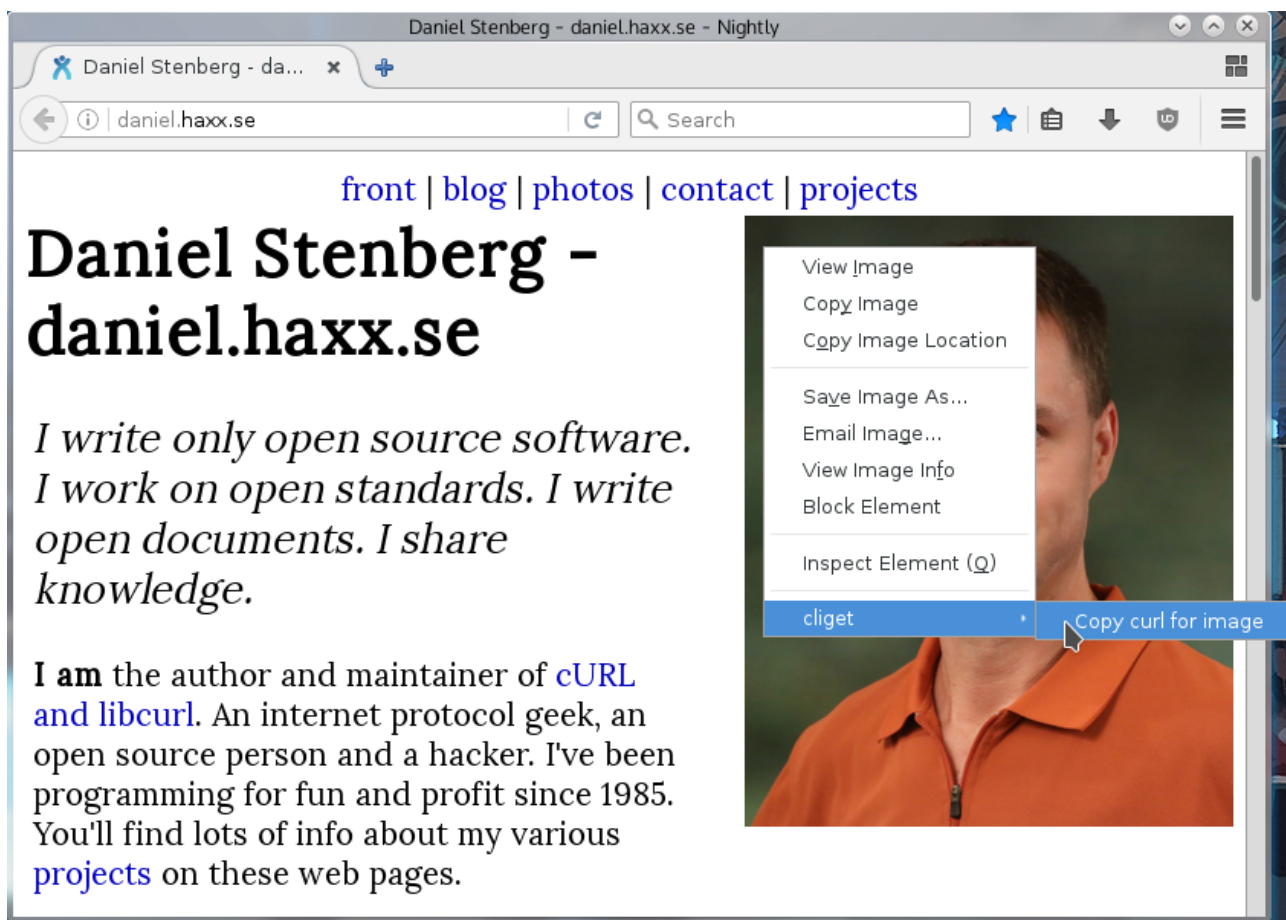 Daniel Stenberg - daniel.haxx.se - Nightly
Daniel Stenberg - da...
daniel.haxx.se
Search
front | blog | photos | contact | projects
Daniel Stenberg -
daniel.haxx.se
I write only open source software.
I work on open standards. I write
open documents. I share
knowledge.
I am the author and maintainer of cURL
and libcurl. An internet protocol geek, an
open source person and a hacker. I've been
programming for fun and profit since 1985.
You'll find lots of info about my various
projects on these web pages.
View Image
Copy Image
Copy Image Location
Save Image As...
Email Image...
View Image Info
Block Element
Inspect Element (Q)
cliget
Copy curl for image